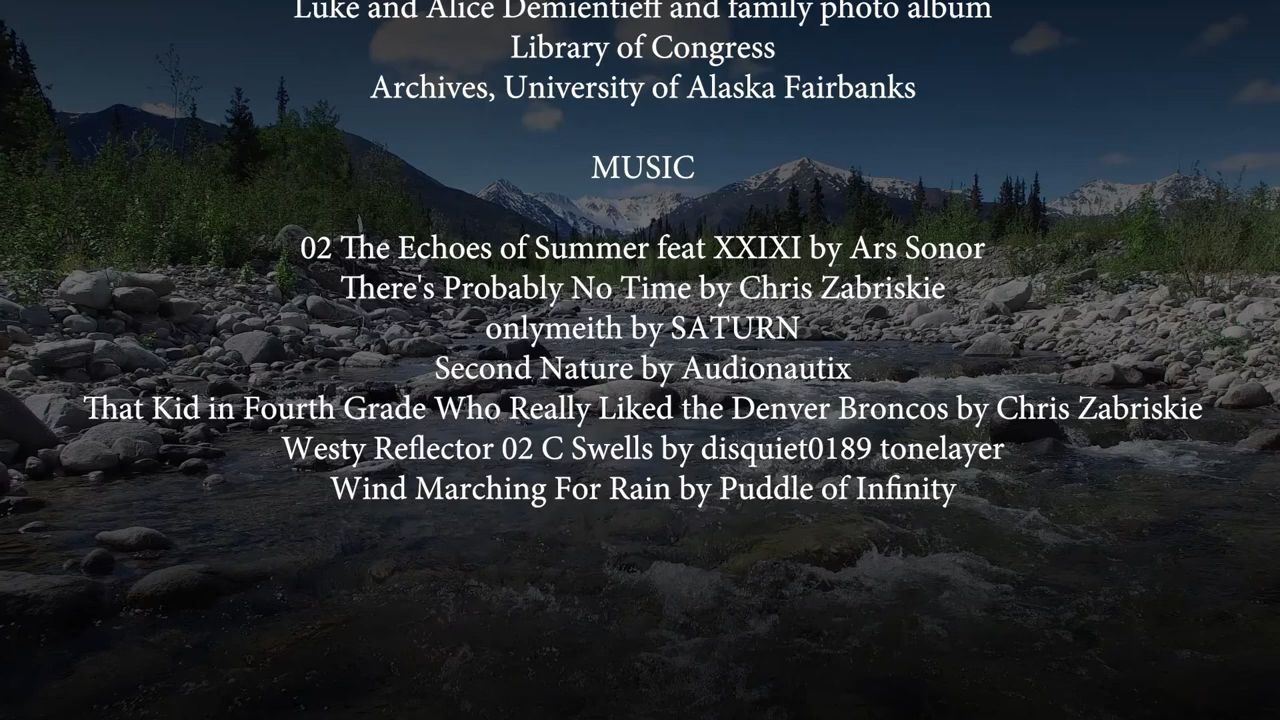 Luke and Alice Demientieff and family photo album
Library of Congress
Archives, University of Alaska Fairbanks
MUSIC
02 The Echoes of Summer feat XXIXI by Ars Sonor
There's Probably No Time by Chris Zabriskie
onlymeith by SATURN
Second Nature by Audionautix
That Kid in Fourth Grade Who Really Liked the Denver Broncos by Chris Zabriskie
Westy Reflector 02 C Swells by disquiet0189 tonelayer
Wind Marching For Rain by Puddle of Infinity